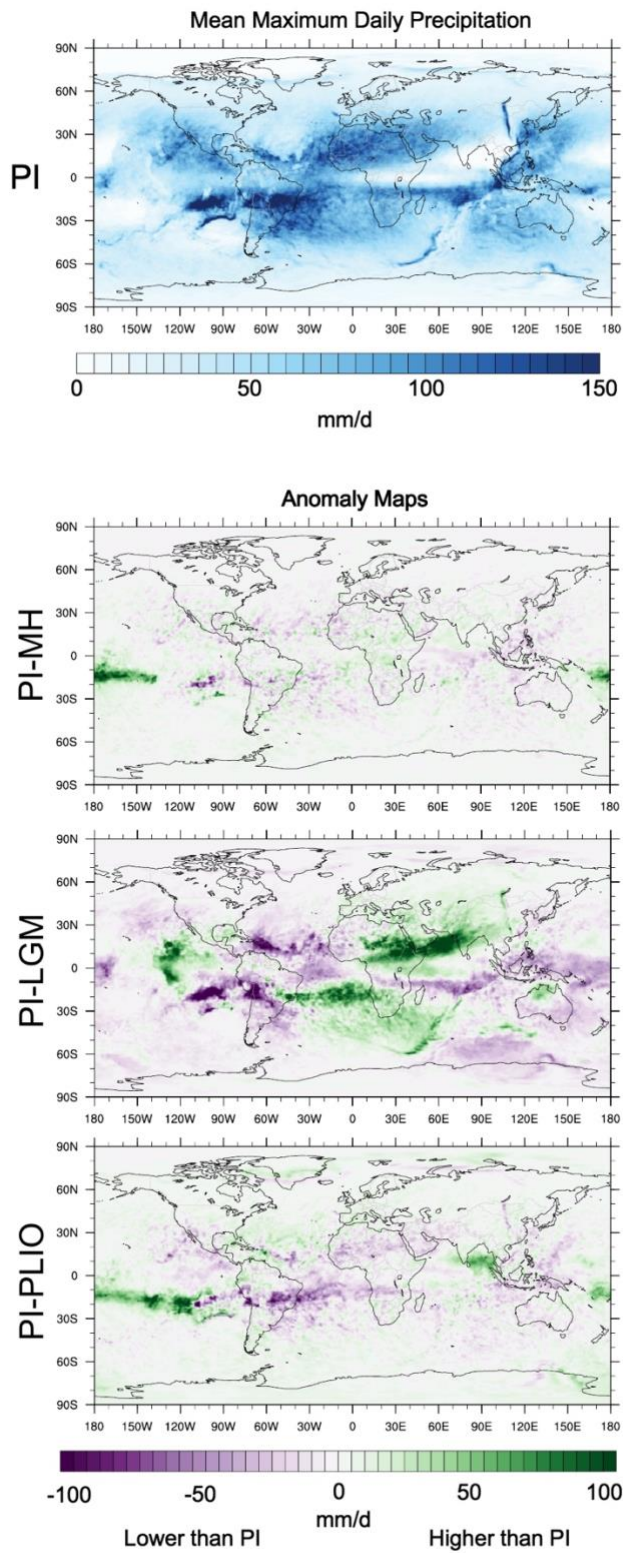 Mean Maximum Daily Precipitation
90N
60N
30N
PI
0
30S
60S
90S
180 150W 120W 90W 60W 30W 0 30E 60E 90E 120E 150E 180
0 50 100 150
mm/d
Anomaly Maps
90N
60N
30N
PI-MH
0
30S
60S
90S
180 150W 120W 90W 60W 30W 0 30E 60E 90E 120E 150E 180
90N
60N
30N
PI-LGM
0
30S
60S
90S
180 150W 120W 90W 60W 30W 0 30E 60E 90E 120E 150E 180
90N
60N
30N
PI-PLIO
0
30S
60S
90S
180 150W 120W 90W 60W 30W 0 30E 60E 90E 120E 150E 180
-100 -50 0 50 100
mm/d
Lower than PI Higher than PI